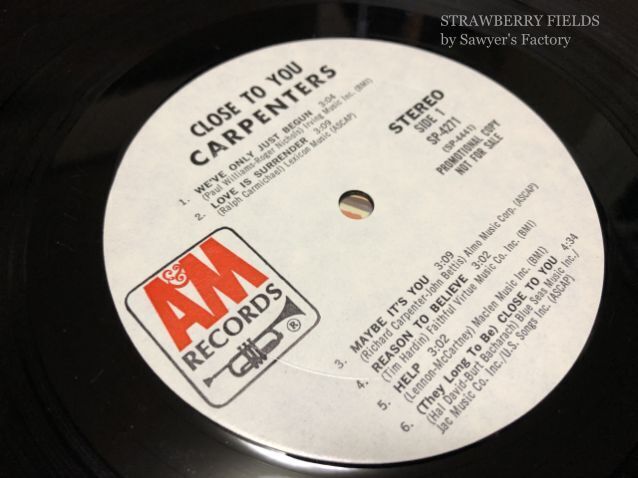 STRAWBERRY FIELDS
by Sawyer's Factory
CLOSE TO YOU
CARPENTERS
1. WE'VE ONLY JUST BEGUN 3:04
(Paul Williams-Roger Nichols) Irving Music Inc. (BMI)
2. LOVE IS SURRENDER 3:09
(Ralph Carmichael) Lexicon Music (ASCAP)
STEREO
SIDE 1
SP-4271
(SP-4441)
PROMOTIONAL COPY
NOT FOR SALE
A&M
RECORDS
®
3. MAYBE IT'S YOU 3:09
(Richard Carpenter-John Bettis) Almo Music Corp. (ASCAP)
4. REASON TO BELIEVE 3:02
(Tim Hardin) Faithful Virtue Music Co. Inc. (BMI)
5. HELP 3:02
(Lennon-McCartney) Maclen Music Inc. (BMI)
6. (They Long To Be) CLOSE TO YOU 4:34
(Hal David-Burt Bacharach) Blue Seas Music Inc./
Jac Music Co. Inc./U.S. Songs Inc. (ASCAP)